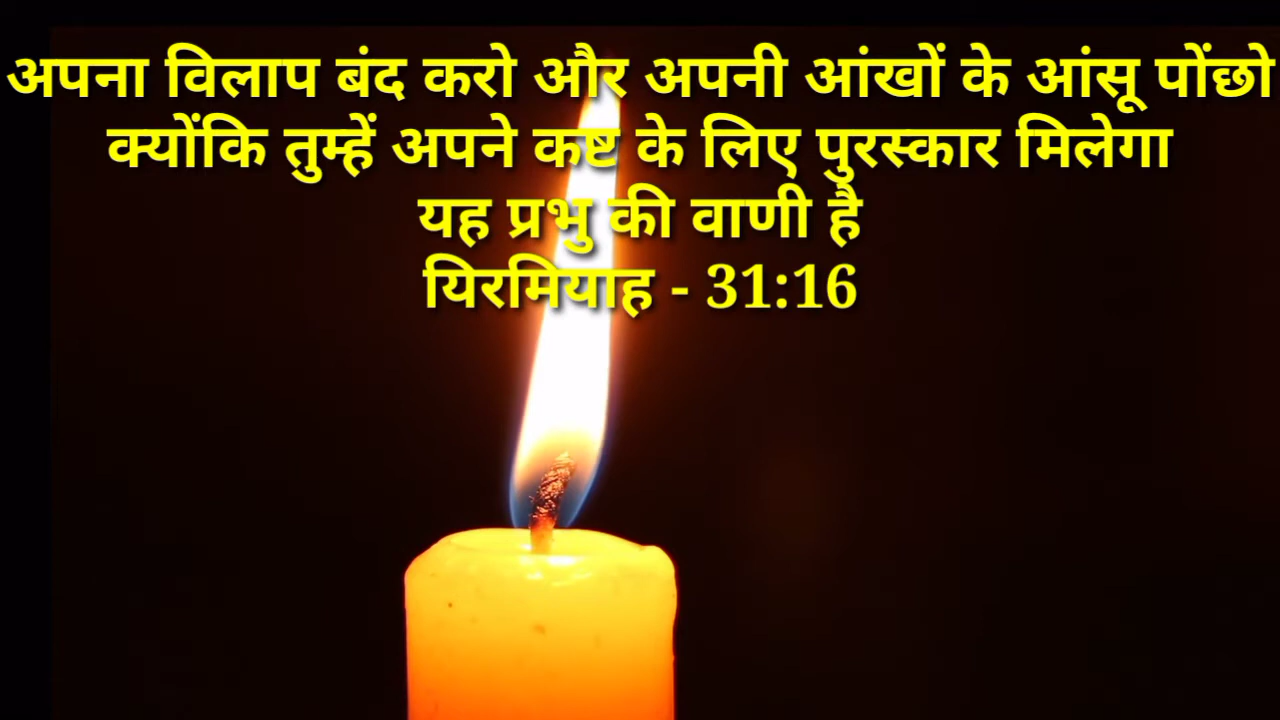 अपना विलाप बंद करो और अपनी आंखों के आंसू पोंछो
क्योंकि तुम्हें अपने कष्ट के लिए पुरस्कार मिलेगा
यह प्रभु की वाणी है
यिरमियाह - 31:16